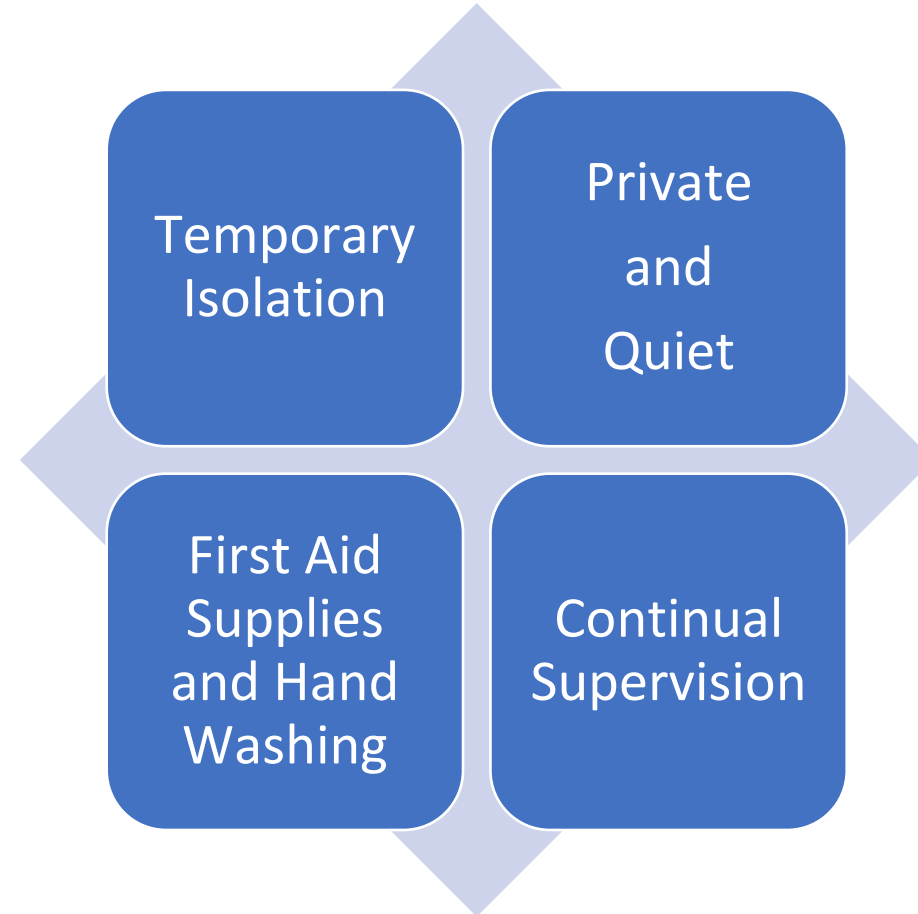 Temporary
Isolation
Private
and
Quiet
First Aid
Supplies
and Hand
Washing
Continual
Supervision